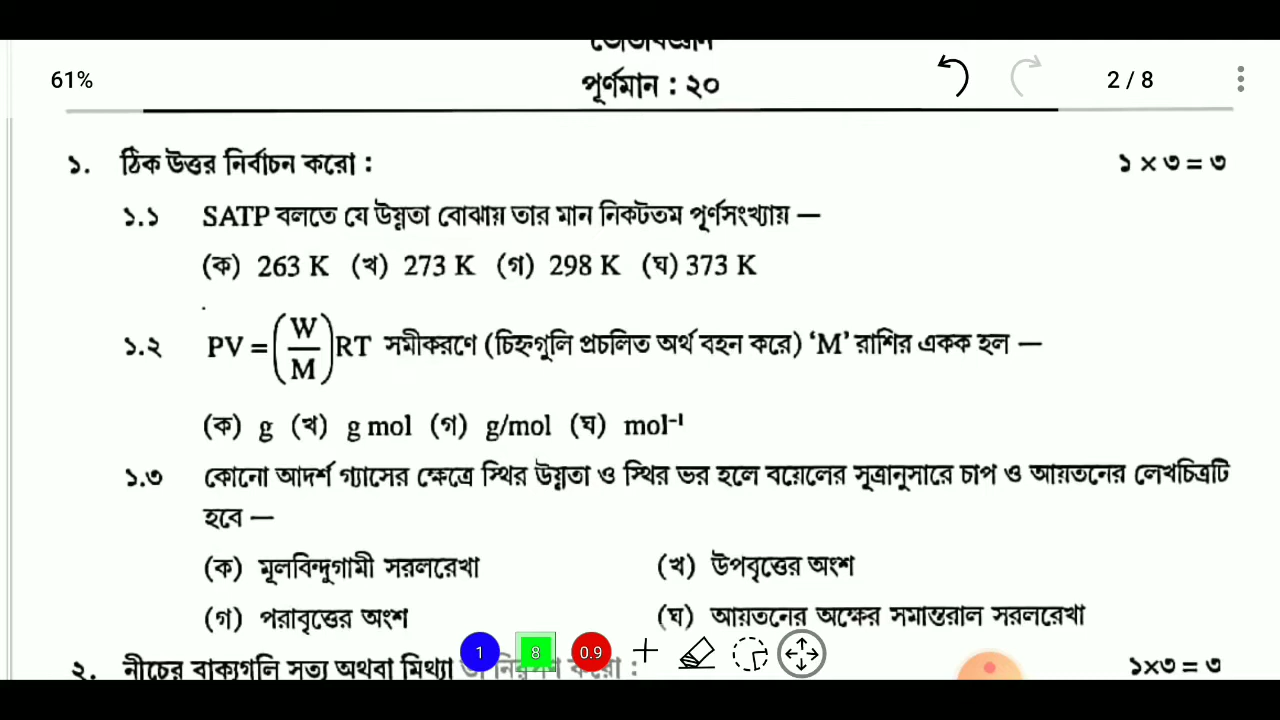 ভৌতবিজ্ঞান
61%
পূর্ণমান : ২০
2 / 8
১. ঠিক উত্তর নির্বাচন করো : ১ × ৩ = ৩
১.১ SATP বলতে যে উষ্ণতা বোঝায় তার মান নিকটতম পূর্ণসংখ্যায় —
(ক) 263 K (খ) 273 K (গ) 298 K (ঘ) 373 K
১.২ PV = (W/M) RT সমীকরণে (চিহ্নগুলি প্রচলিত অর্থ বহন করে) ‘M’ রাশির একক হল —
(ক) g (খ) g mol (গ) g/mol (ঘ) mol⁻¹
১.৩ কোনো আদর্শ গ্যাসের ক্ষেত্রে স্থির উষ্ণতা ও স্থির ভর হলে বয়েলের সূত্রানুসারে চাপ ও আয়তনের লেখচিত্রটি
হবে —
(ক) মূলবিন্দুগামী সরলরেখা (খ) উপবৃত্তের অংশ
(গ) পরাবৃত্তের অংশ (ঘ) আয়তনের অক্ষের সমান্তরাল সরলরেখা
1 8 0.9
২. নীচের বাক্যগুলি সত্য অথবা মিথ্যা তা নিরূপণ করো : ১×৩ = ৩